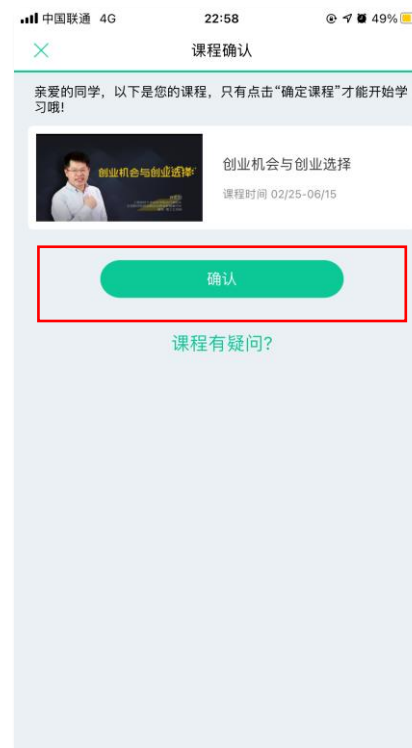 中国联通 4G 22:58 49%
课程确认
亲爱的同学，以下是您的课程，只有点击“确定课程”才能开始学
习哦!
创业机会与创业选择
创业机会与创业选择
课程时间 02/25-06/15
确认
课程有疑问？